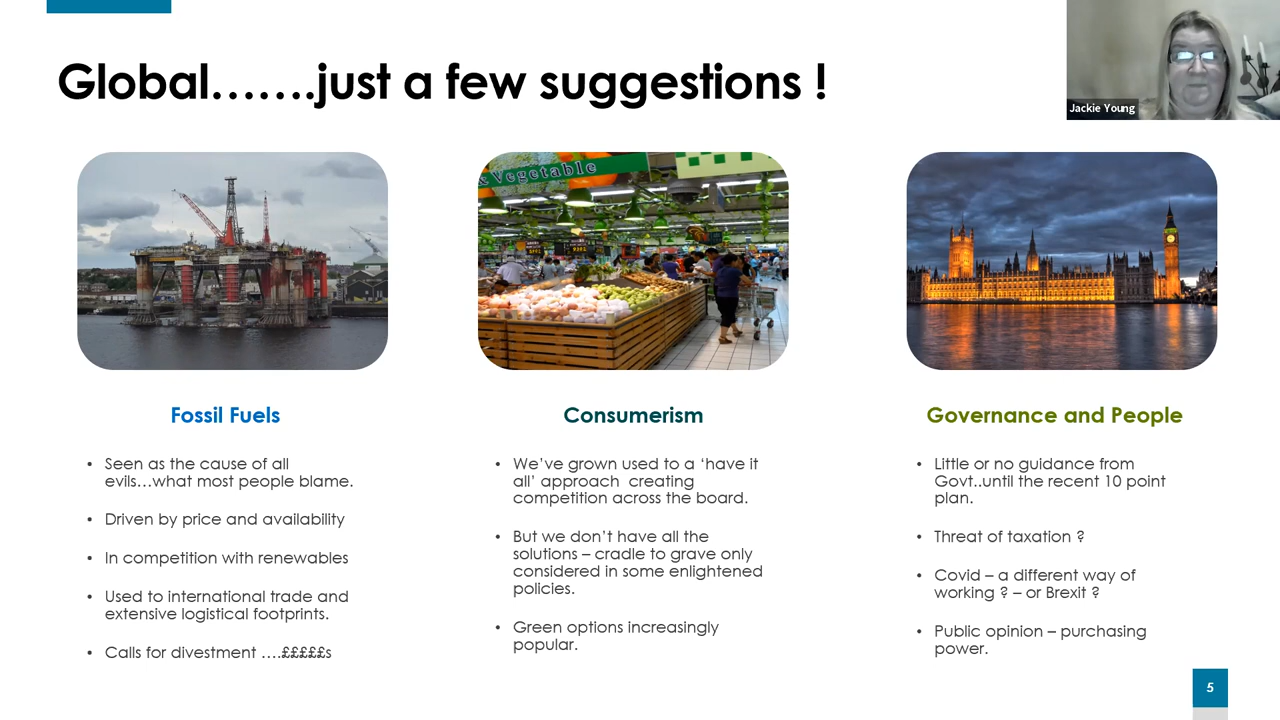 Global…….just a few suggestions !
Jackie Young
& Vegetable
Fossil Fuels
• Seen as the cause of all
evils…what most people blame.
• Driven by price and availability
• In competition with renewables
• Used to international trade and
extensive logistical footprints.
• Calls for divestment ….£££££s
Consumerism
• We’ve grown used to a ‘have it
all’ approach  creating
competition across the board.
• But we don’t have all the
solutions – cradle to grave only
considered in some enlightened
policies.
• Green options increasingly
popular.
Governance and People
• Little or no guidance from
Govt..until the recent 10 point
plan.
• Threat of taxation ?
• Covid – a different way of
working ? – or Brexit ?
• Public opinion – purchasing
power.
5